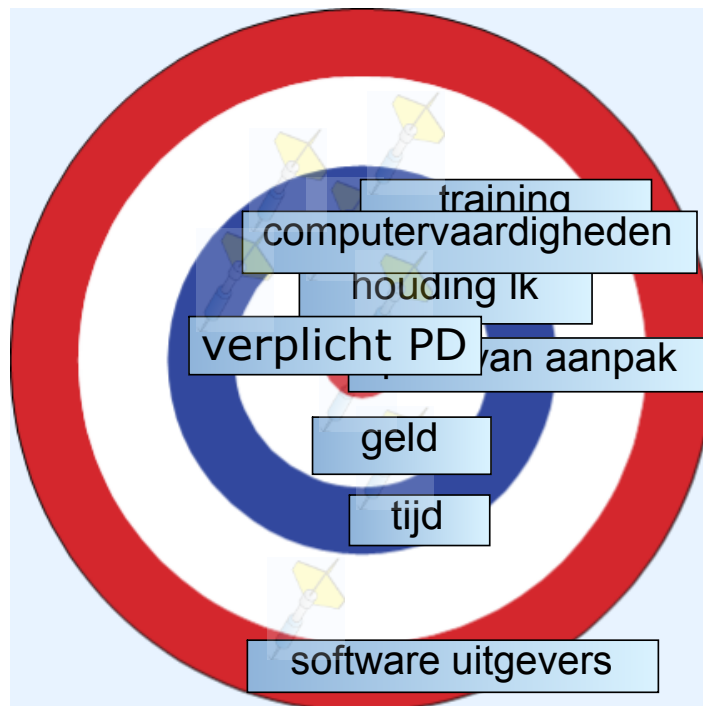 training
computervaardigheden
houding lk
verplicht PD
van aanpak
geld
tijd
software uitgevers